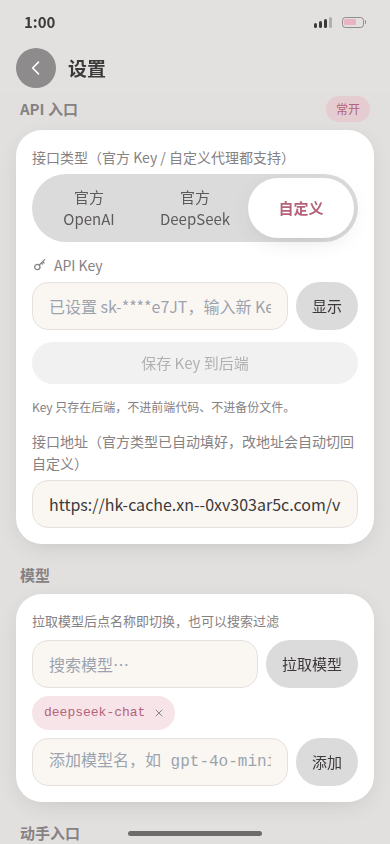 1:00
设置
API 入口
常开
接口类型（官方 Key / 自定义代理都支持）
官方
OpenAI
官方
DeepSeek
自定义
API Key
已设置 sk-****e7JT，输入新 Ke
显示
保存 Key 到后端
Key 只存在后端，不进前端代码、不进备份文件。
接口地址（官方类型已自动填好，改地址会自动切回
自定义）
https://hk-cache.xn--0xv303ar5c.com/v
模型
拉取模型后点名称即切换，也可以搜索过滤
搜索模型…
拉取模型
deepseek-chat ×
添加模型名，如 gpt-4o-mini
添加
动手入口